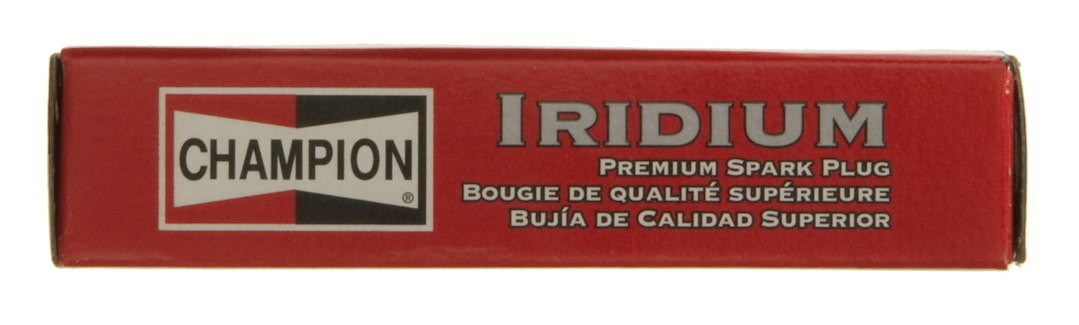 CHAMPION
®
IRIDIUM
PREMIUM SPARK PLUG
BOUGIE DE QUALITÉ SUPÉRIEURE
BUJÍA DE CALIDAD SUPERIOR